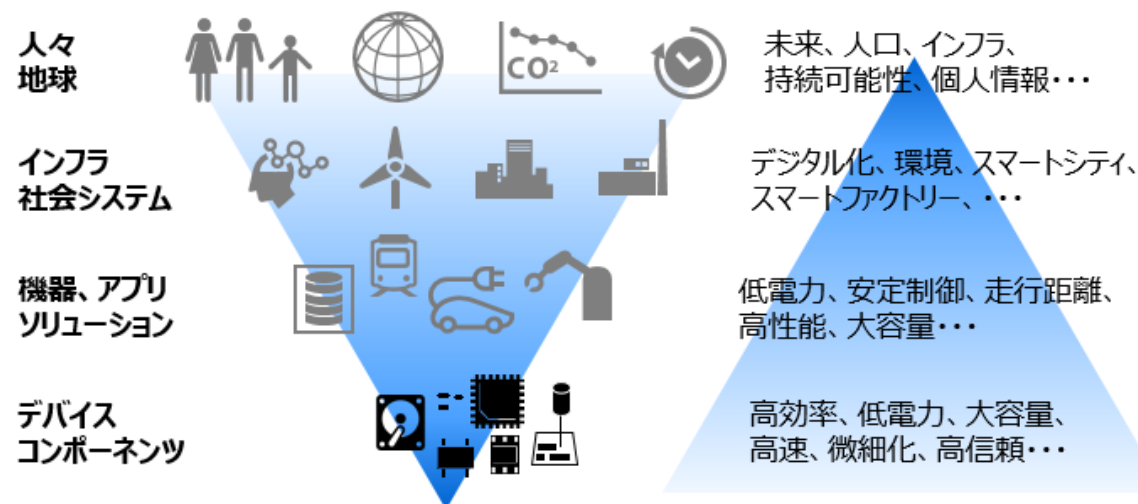 人々
地球
CO²
未来、人口、インフラ、
持続可能性、個人情報・・・
インフラ
社会システム
デジタル化、環境、スマートシティ、
スマートファクトリー、・・・
機器、アプリ
ソリューション
低電力、安定制御、走行距離、
高性能、大容量・・・
デバイス
コンポーネンツ
高効率、低電力、大容量、
高速、微細化、高信頼・・・